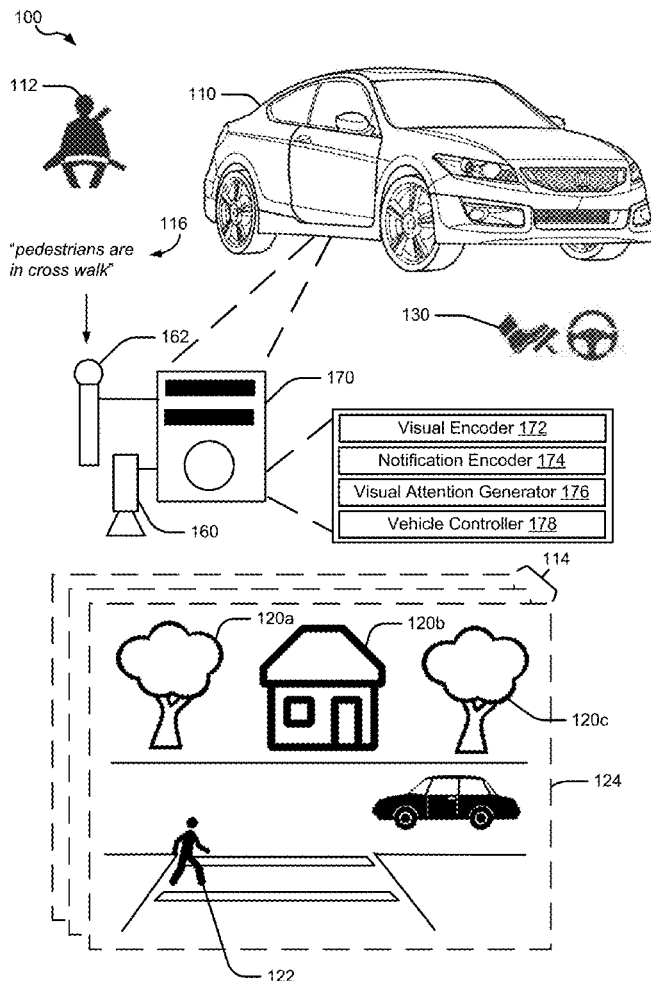 100
112
110
116
"pedestrians are
in cross walk"
130
162
170
Visual Encoder 172
Notification Encoder 174
Visual Attention Generator 176
Vehicle Controller 178
160
114
120a
120b
120c
124
122